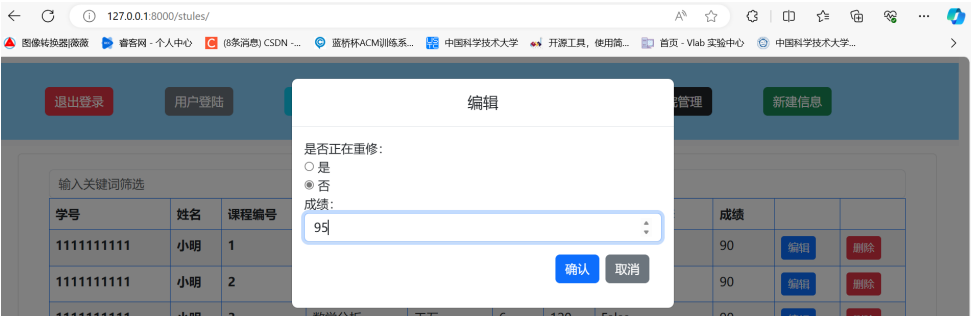 127.0.0.1:8000/stules/
图像转换器|薇薇 睿客网 - 个人中心 (8条消息) CSDN -... 蓝桥杯ACM训练系... 中国科学技术大学 开源工具，使用简... 首页 - Vlab 实验中心 中国科学技术大学...
退出登录 用户登陆 管理 新建信息
编辑
是否正在重修:
是
否
成绩:
95
确认 取消
输入关键词筛选
学号 姓名 课程编号 成绩
1111111111 小明 1 90 编辑 删除
1111111111 小明 2 90 编辑 删除